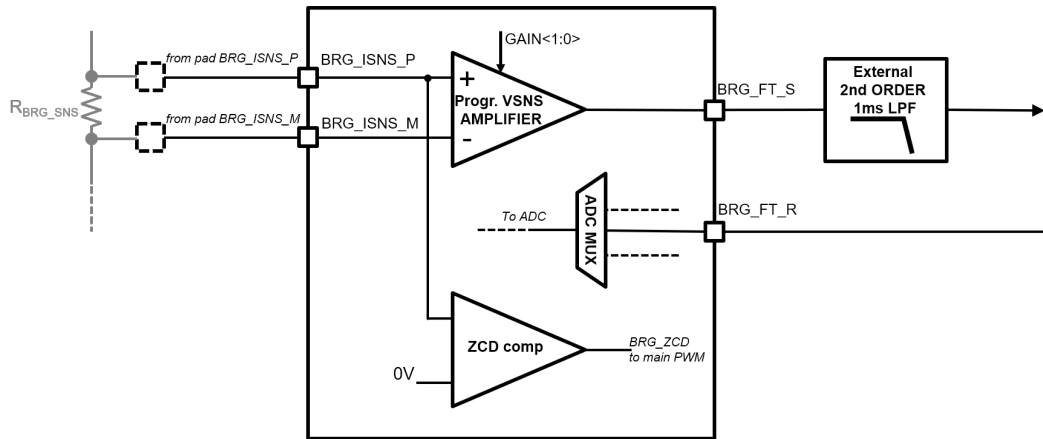 GAIN<1:0>
from pad BRG_ISNS_P
BRG_ISNS_P
R_BRG_SNS
+
Progr. VSNS
AMPLIFIER
-
from pad BRG_ISNS_M
BRG_ISNS_M
BRG_FT_S
External
2nd ORDER
1ms LPF
To ADC
ADC MUX
BRG_FT_R
ZCD comp
0V
BRG_ZCD
to main PWM